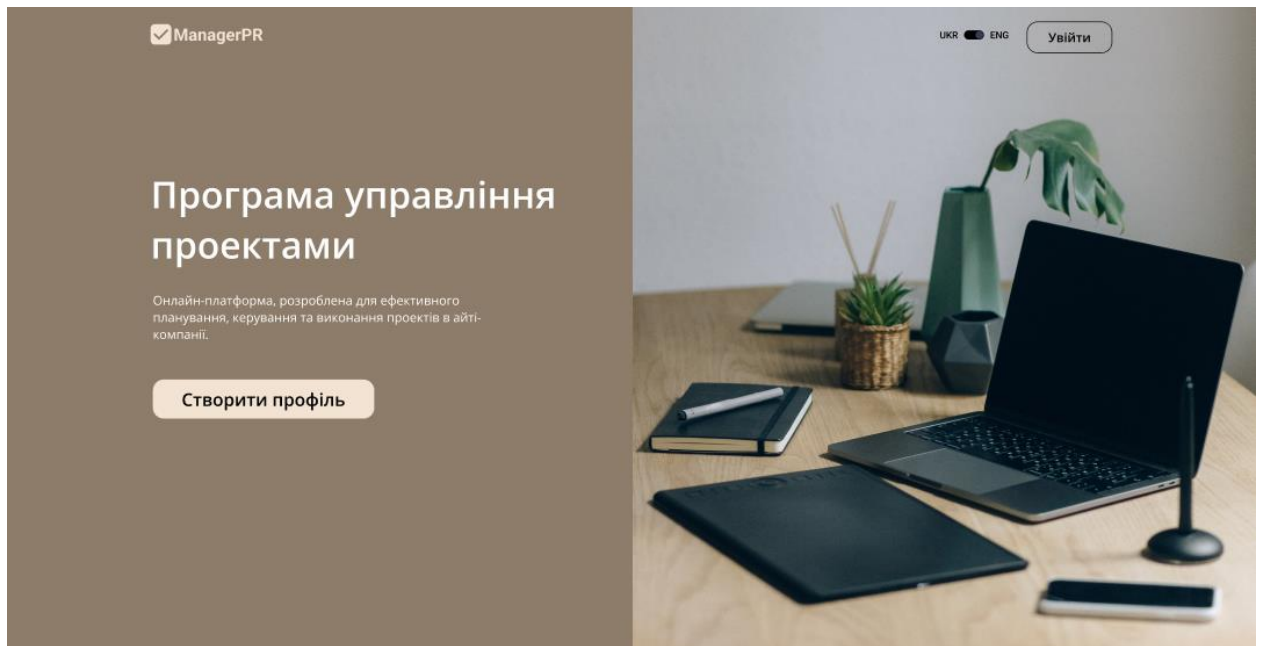 ManagerPR
UKR ENG
Увійти
Програма управління
проектами
Онлайн-платформа, розроблена для ефективного
планування, керування та виконання проектів в айті-
компанії.
Створити профіль